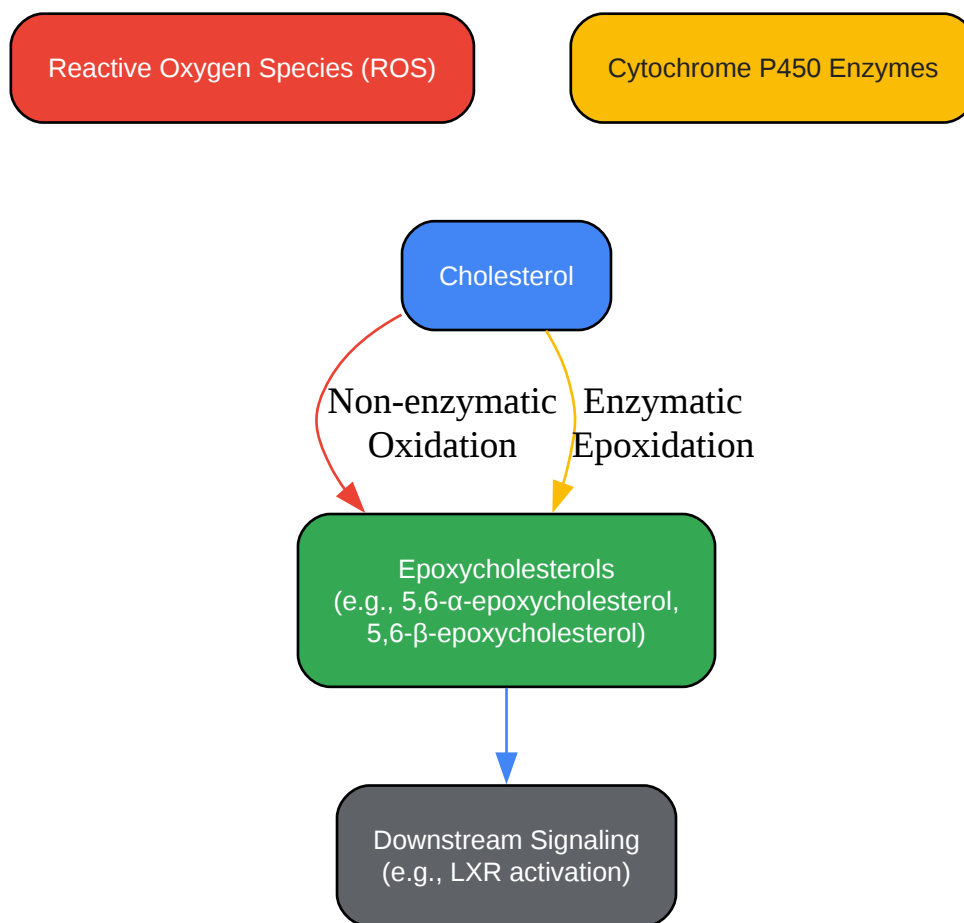 Reactive Oxygen Species (ROS)
Cytochrome P450 Enzymes
Cholesterol
Non-enzymatic
Oxidation
Enzymatic
Epoxidation
Epoxycholesterols
(e.g., 5,6-α-epoxycholesterol,
5,6-β-epoxycholesterol)
Downstream Signaling
(e.g., LXR activation)